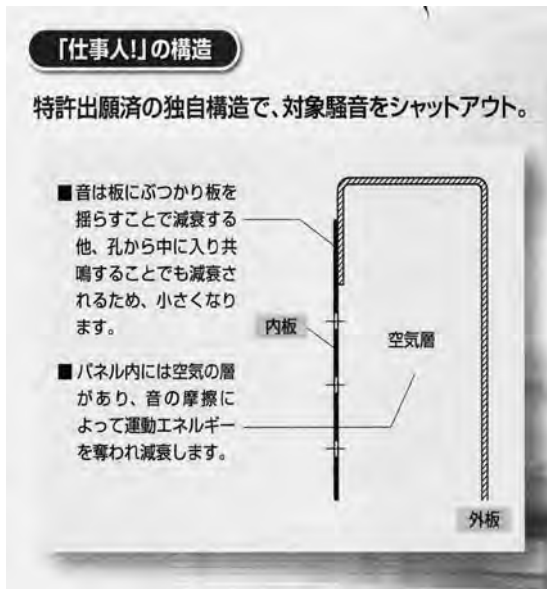 「仕事人!」の構造
特許出願済の独自構造で、対象騒音をシャットアウト。
■音は板にぶつかり板を
揺らすことで減衰する
他、孔から中に入り共
鳴することでも減衰さ
れるため、小さくなり
ます。
内板
空気層
■パネル内には空気の層
があり、音の摩擦に
よって運動エネルギー
を奪われ減衰します。
外板